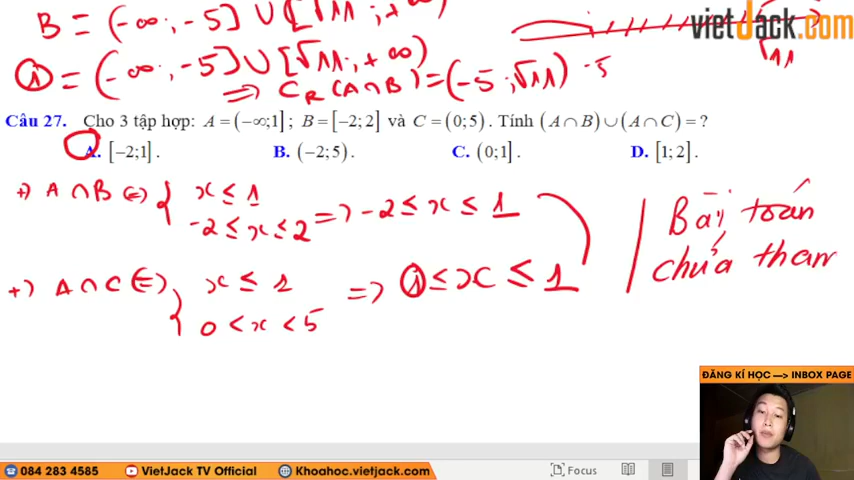 B = (-∞; -5] ∪ [√11; +∞)
vietJack.com
= (-∞; -5] ∪ [√11; +∞)
√11
=> C_R (A∩B) = (-5; √11) -5
Câu 27. Cho 3 tập hợp: A = (-∞;1]; B = [-2;2] và C = (0;5). Tính (A∩B)∪(A∩C) = ?
A. [-2;1]. B. (-2;5). C. (0;1]. D. [1;2].
+) A ∩ B <=> { x ≤ 1
-2 ≤ x ≤ 2 => -2 ≤ x ≤ 1
Bài toán
chứa tham
+) A ∩ C <=> { x ≤ 1
0 < x < 5 => ≤ x ≤ 1
ĐĂNG KÍ HỌC —> INBOX PAGE
084 283 4585 VietJack TV Official Khoahoc.vietjack.com
Focus